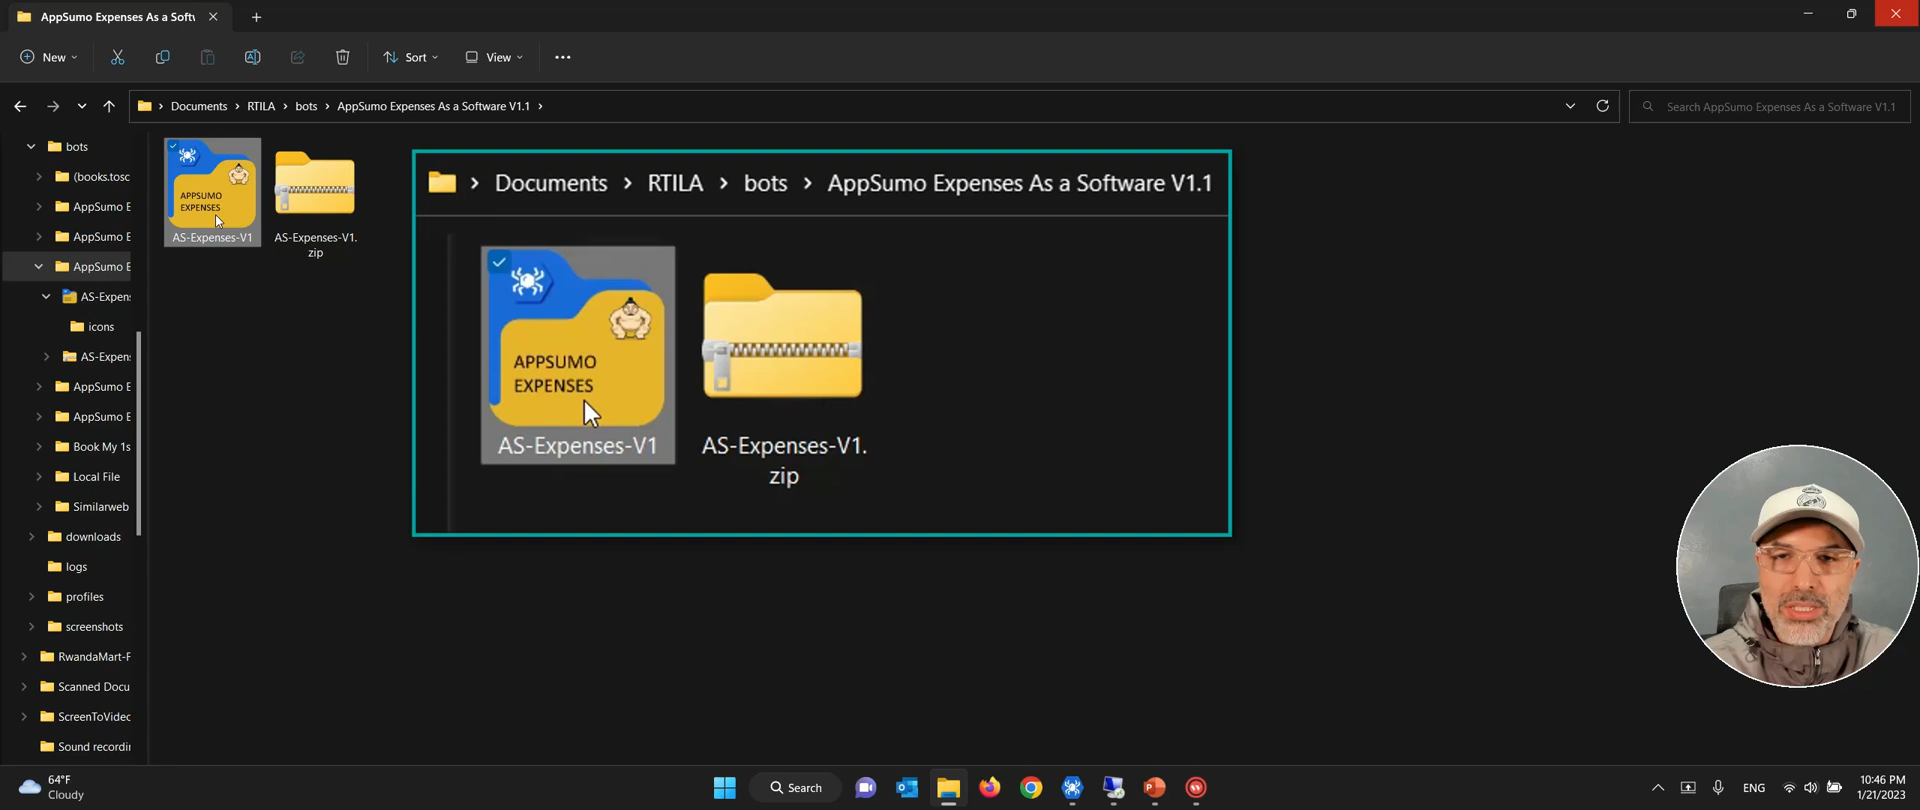 AppSumo Expenses As a Softw
New
Sort
View
Documents > RTILA > bots > AppSumo Expenses As a Software V1.1 >
Search AppSumo Expenses As a Software V1.1
bots
(books.tosc
AppSumo E
AppSumo E
AppSumo E
AS-Expens
icons
AS-Expens
AppSumo E
AppSumo E
Book My 1s
Local File
Similarweb
downloads
logs
profiles
screenshots
RwandaMart-F
Scanned Docu
ScreenToVideo
Sound recordin
APPSUMO
EXPENSES
AS-Expenses-V1
AS-Expenses-V1.
zip
Documents > RTILA > bots > AppSumo Expenses As a Software V1.1
APPSUMO
EXPENSES
AS-Expenses-V1
AS-Expenses-V1.
zip
64°F
Cloudy
Search
ENG
10:46 PM
1/21/2023